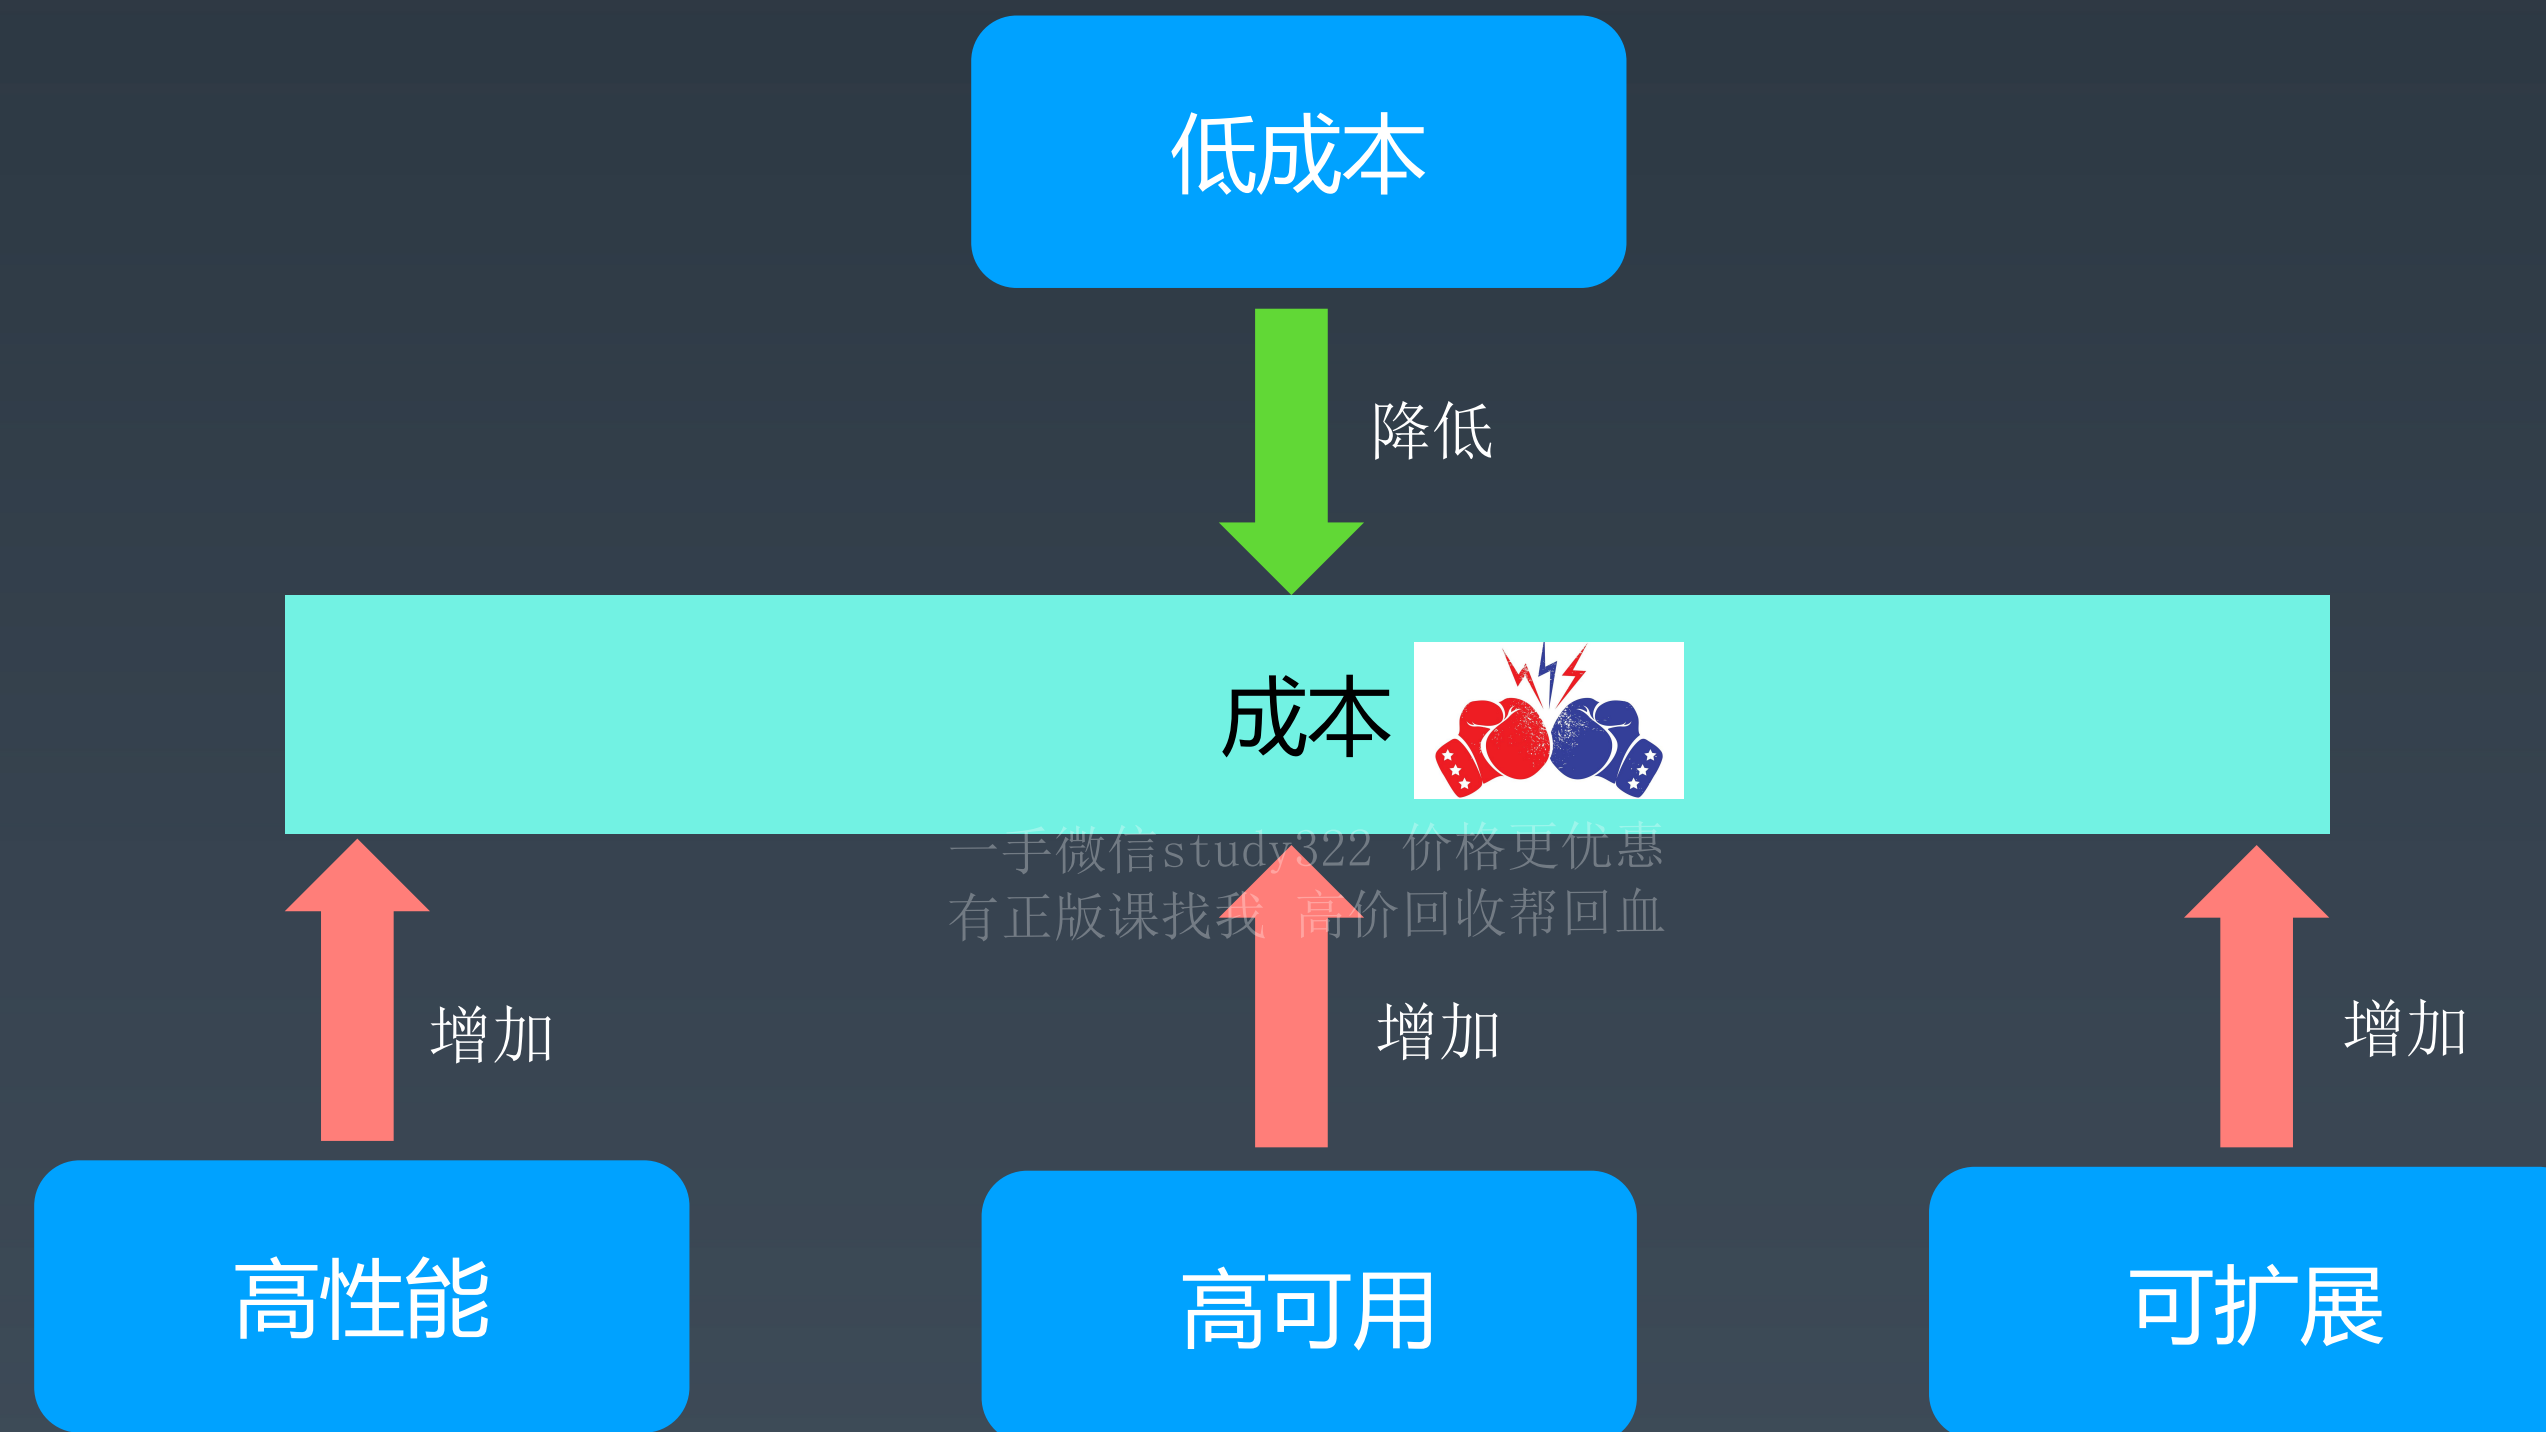 低成本
降低
成本
一手微信study322 价格更优惠
有正版课找我 高价回收帮回血
增加
增加
增加
高性能
高可用
可扩展